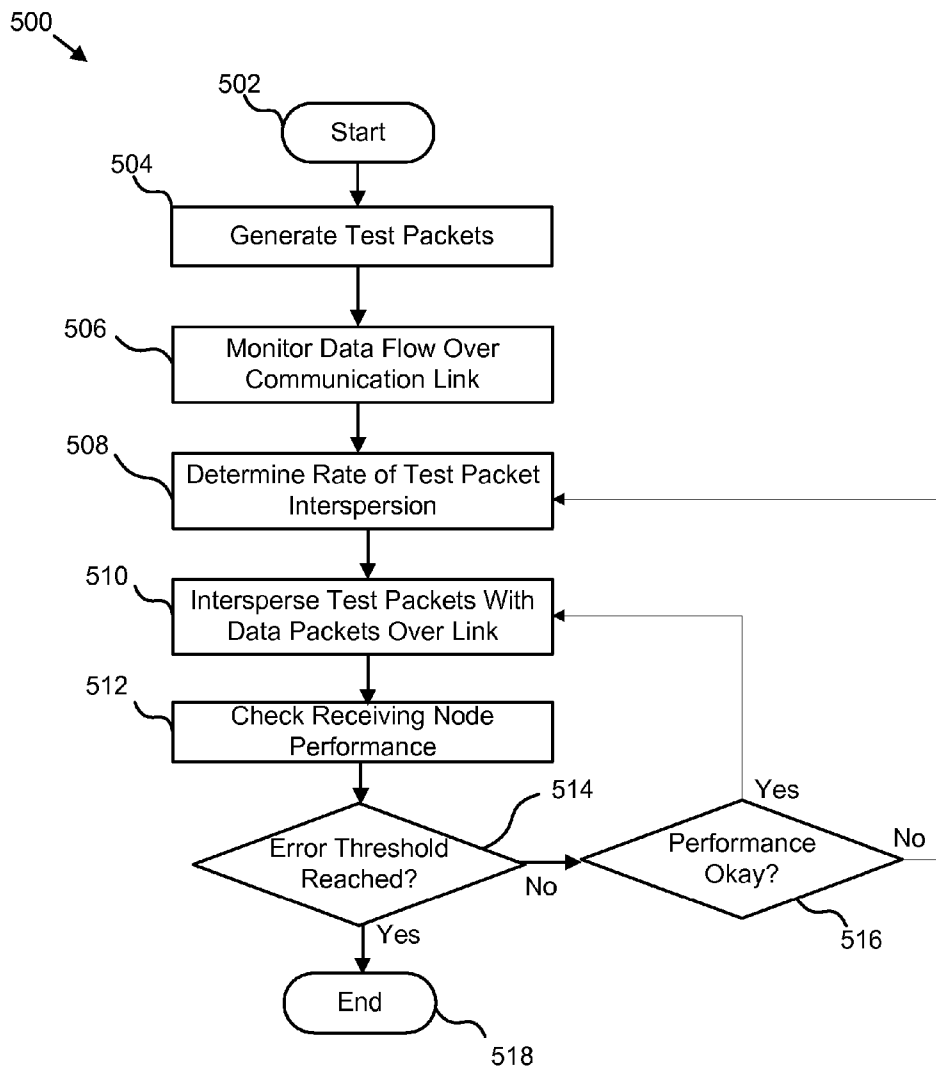 500
502
Start
504
Generate Test Packets
506
Monitor Data Flow Over
Communication Link
508
Determine Rate of Test Packet
Interspersion
510
Intersperse Test Packets With
Data Packets Over Link
512
Check Receiving Node
Performance
514
Error Threshold
Reached?
No
Yes
Performance
Okay?
Yes
No
516
End
518